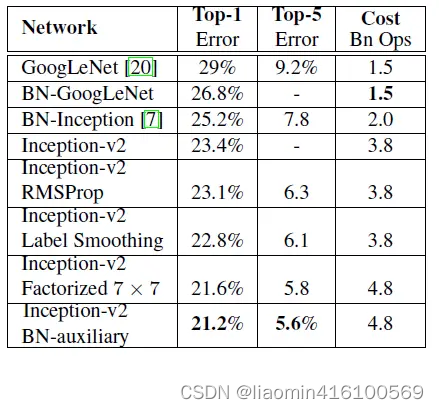 Network Top-1 Error Top-5 Error Cost Bn Ops
GoogLeNet [20] 29% 9.2% 1.5
BN-GoogLeNet 26.8% - 1.5
BN-Inception [7] 25.2% 7.8 2.0
Inception-v2 23.4% - 3.8
Inception-v2
RMSProp 23.1% 6.3 3.8
Inception-v2
Label Smoothing 22.8% 6.1 3.8
Inception-v2
Factorized 7 × 7 21.6% 5.8 4.8
Inception-v2
BN-auxiliary 21.2% 5.6% 4.8
CSDN @liaomin416100569